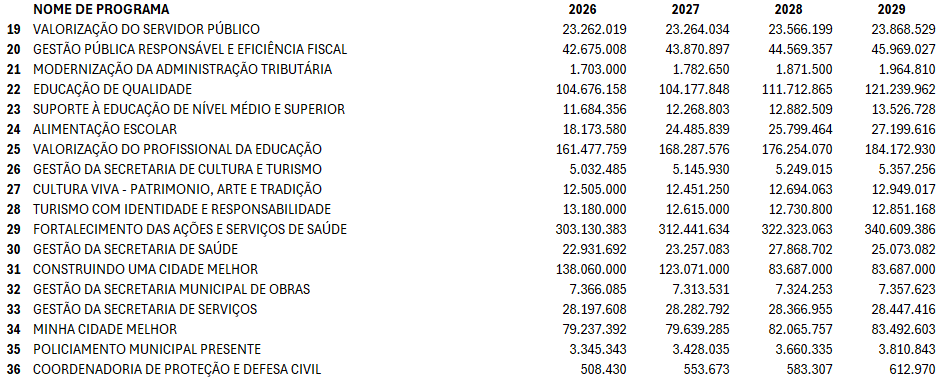 NOME DE PROGRAMA 2026 2027 2028 2029
19 VALORIZAÇÃO DO SERVIDOR PÚBLICO 23.262.019 23.264.034 23.566.199 23.868.529
20 GESTÃO PÚBLICA RESPONSÁVEL E EFICIÊNCIA FISCAL 42.675.008 43.870.897 44.569.357 45.969.027
21 MODERNIZAÇÃO DA ADMINISTRAÇÃO TRIBUTÁRIA 1.703.000 1.782.650 1.871.500 1.964.810
22 EDUCAÇÃO DE QUALIDADE 104.676.158 104.177.848 111.712.865 121.239.962
23 SUPORTE À EDUCAÇÃO DE NÍVEL MÉDIO E SUPERIOR 11.684.356 12.268.803 12.882.509 13.526.728
24 ALIMENTAÇÃO ESCOLAR 18.173.580 24.485.839 25.799.464 27.199.616
25 VALORIZAÇÃO DO PROFISSIONAL DA EDUCAÇÃO 161.477.759 168.287.576 176.254.070 184.172.930
26 GESTÃO DA SECRETARIA DE CULTURA E TURISMO 5.032.485 5.145.930 5.249.015 5.357.256
27 CULTURA VIVA - PATRIMONIO, ARTE E TRADIÇÃO 12.505.000 12.451.250 12.694.063 12.949.017
28 TURISMO COM IDENTIDADE E RESPONSABILIDADE 13.180.000 12.615.000 12.730.800 12.851.168
29 FORTALECIMENTO DAS AÇÕES E SERVIÇOS DE SAÚDE 303.130.383 312.441.634 322.323.063 340.609.386
30 GESTÃO DA SECRETARIA DE SAÚDE 22.931.692 23.257.083 27.868.702 25.073.082
31 CONSTRUINDO UMA CIDADE MELHOR 138.060.000 123.071.000 83.687.000 83.687.000
32 GESTÃO DA SECRETARIA MUNICIPAL DE OBRAS 7.366.085 7.313.531 7.324.253 7.357.623
33 GESTÃO DA SECRETARIA DE SERVIÇOS 28.197.608 28.282.792 28.366.955 28.447.416
34 MINHA CIDADE MELHOR 79.237.392 79.639.285 82.065.757 83.492.603
35 POLICIAMENTO MUNICIPAL PRESENTE 3.345.343 3.428.035 3.660.335 3.810.843
36 COORDENADORIA DE PROTEÇÃO E DEFESA CIVIL 508.430 553.673 583.307 612.970